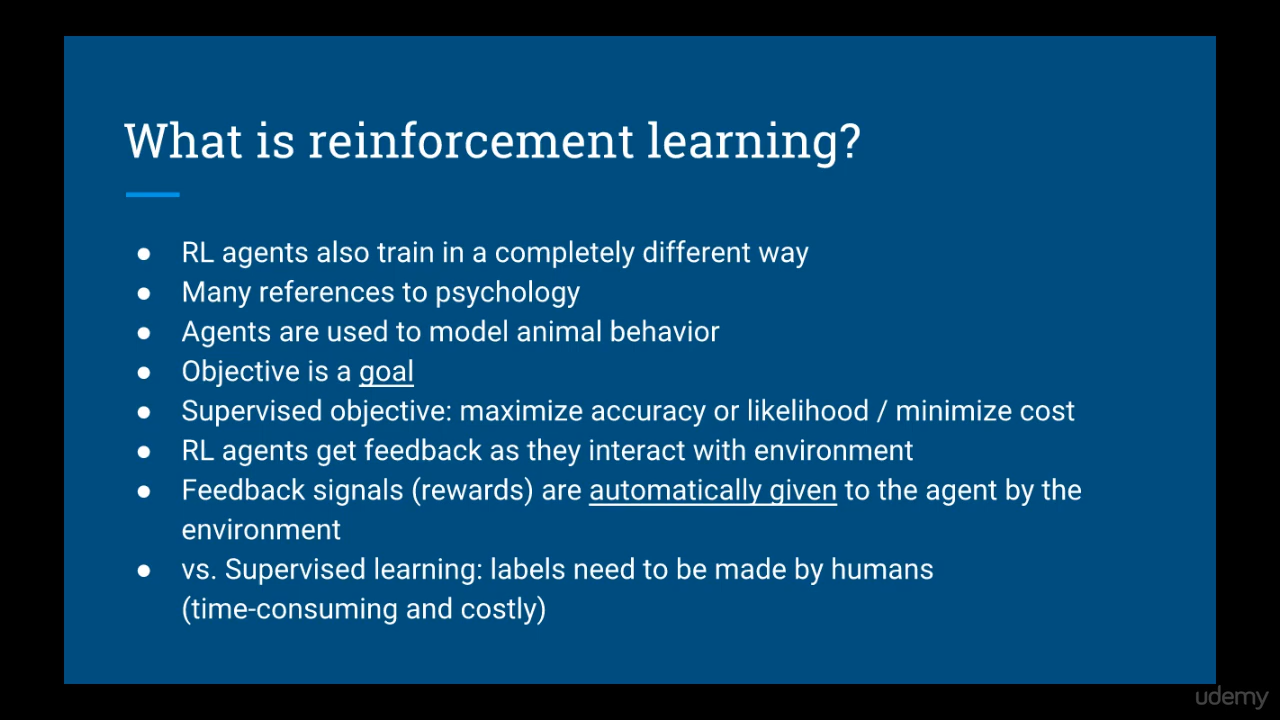 What is reinforcement learning?
● RL agents also train in a completely different way
● Many references to psychology
● Agents are used to model animal behavior
● Objective is a goal
● Supervised objective: maximize accuracy or likelihood / minimize cost
● RL agents get feedback as they interact with environment
● Feedback signals (rewards) are automatically given to the agent by the
environment
● vs. Supervised learning: labels need to be made by humans
(time-consuming and costly)
udemy